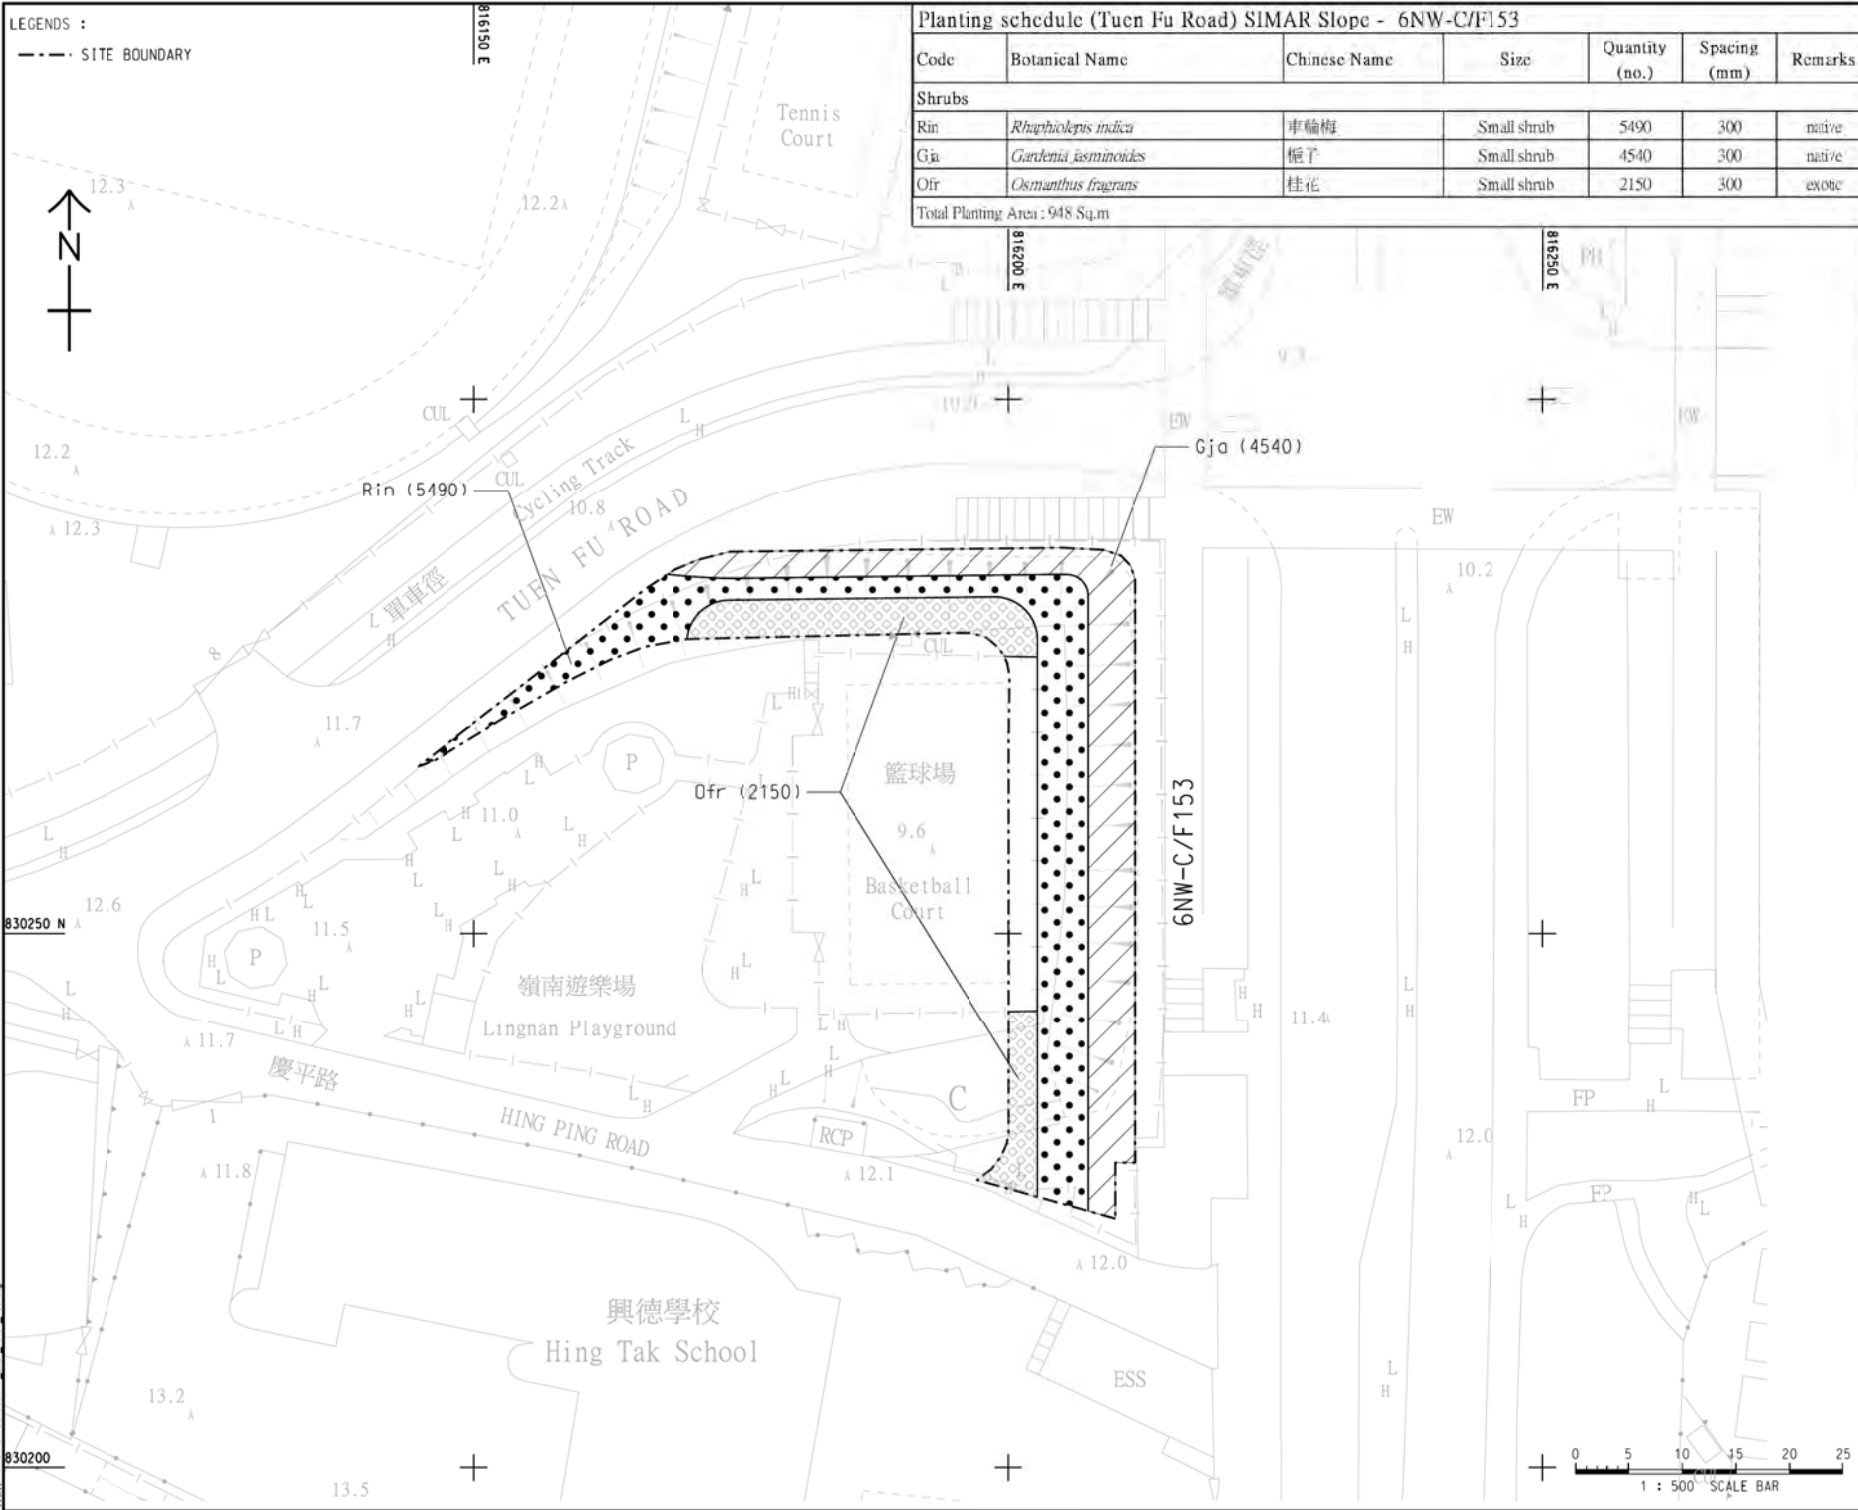 LEGENDS :
SITE BOUNDARY
816150 E
Planting schedule (Tuen Fu Road) SIMAR Slope - 6NW-C/F153
Code Botanical Name Chinese Name Size Quantity (no.) Spacing (mm) Remarks
Shrubs
Rin Rhaphiolepis indica 車輪梅 Small shrub 5490 300 native
Gja Gardenia jasminoides 梔子 Small shrub 4540 300 native
Ofr Osmanthus fragrans 桂花 Small shrub 2150 300 exotic
Total Planting Area : 948 Sq.m
Tennis
Court
12.3
12.2
N
816200 E
816250 E
PH
CUL
L
H
EW
EW
12.2
Gja (4540)
Rin (5490)
CUL
Cycling Track
10.8
12.3
TUEN FU ROAD
EW
10.2
單車徑
L
H
L
H
8
CUL
11.7
H
L
P
籃球場
6NW-C/F153
Ofr (2150)
11.0
9.6
L
H
Basketball
Court
12.6
830250 N
H L
11.5
P
嶺南遊樂場
Lingnan Playground
11.4
11.7
慶平路
HING PING ROAD
C
RCP
FP
1
11.8
12.1
12.0
FP
12.0
興德學校
Hing Tak School
ESS
13.2
830200
13.5
0 5 10 15 20 25
CUL
1 : 500 SCALE BAR